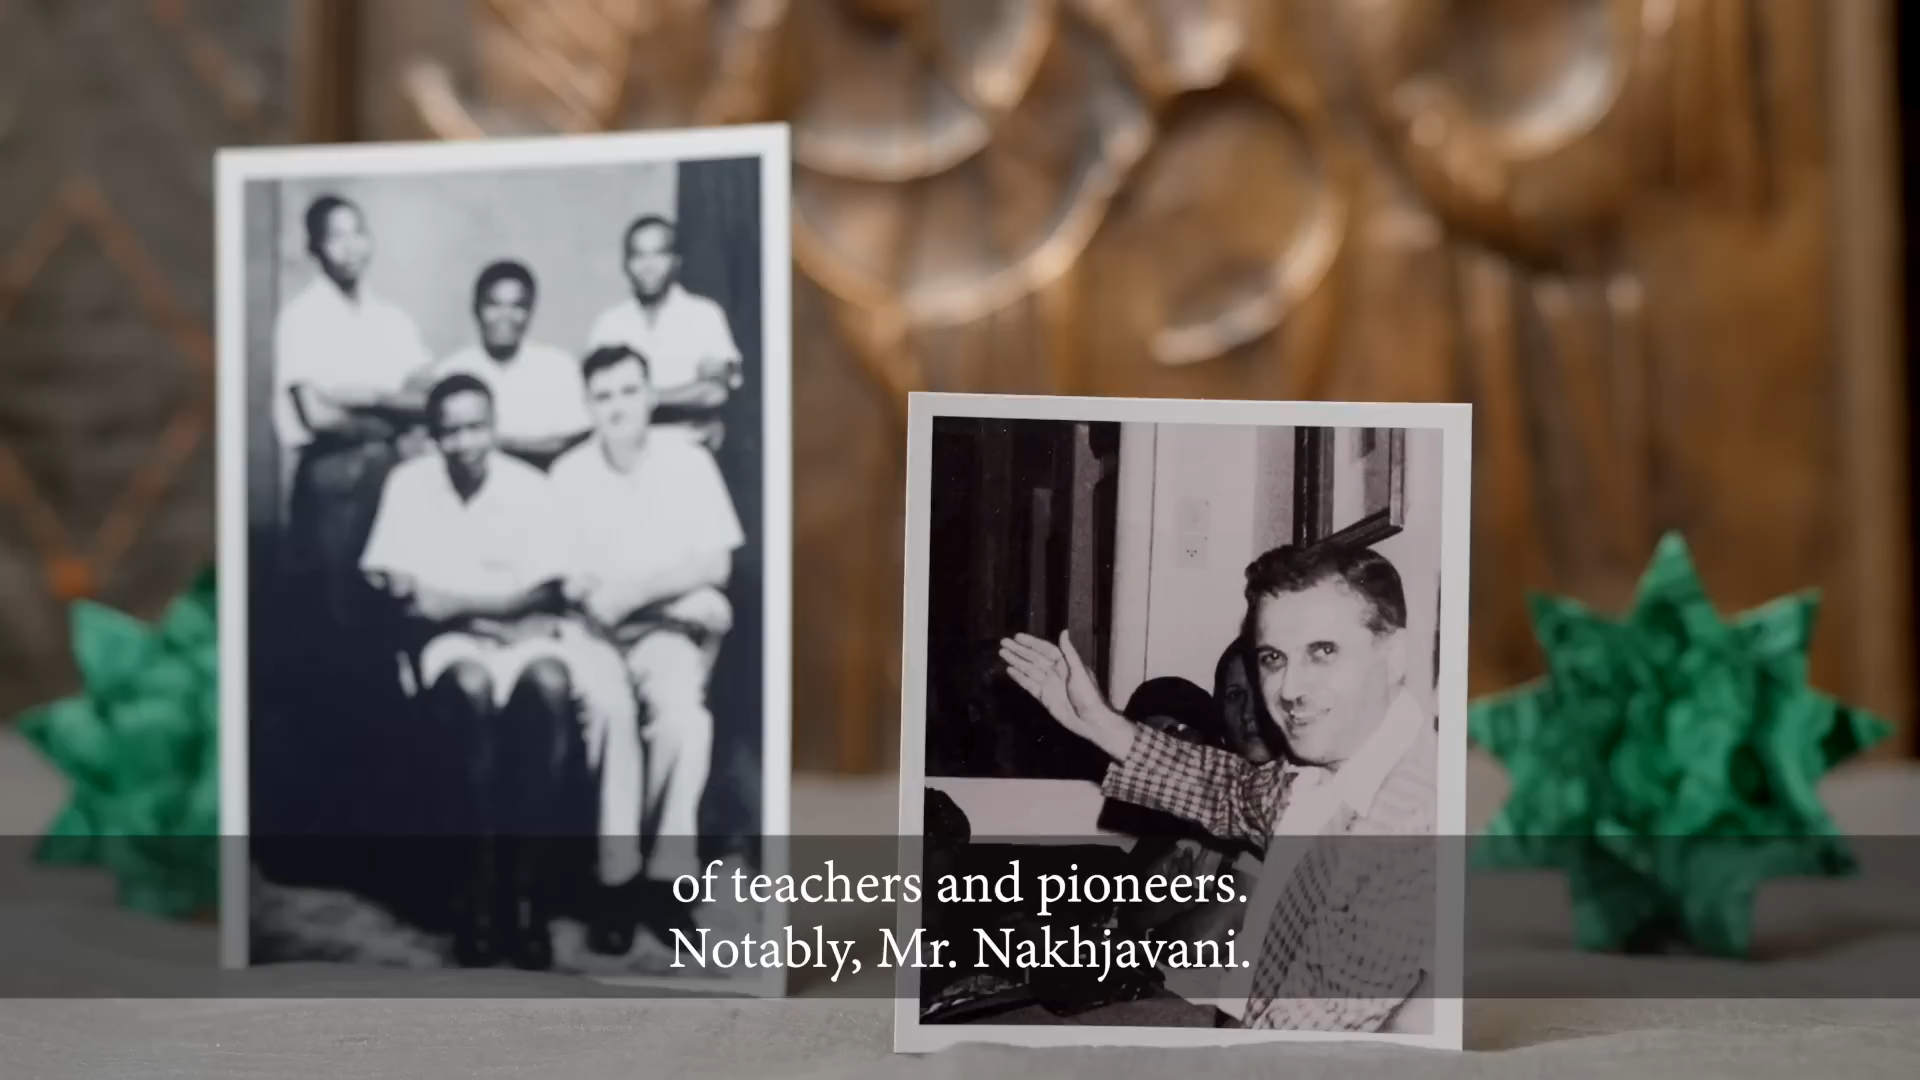 of teachers and pioneers.
Notably, Mr. Nakhjavani.